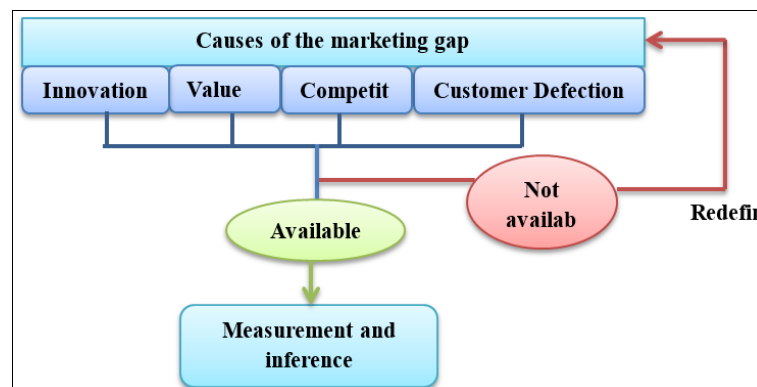 Causes of the marketing gap
Innovation
Value
Competit
Customer Defection
Not
availab
Available
Redefin
Measurement and
inference